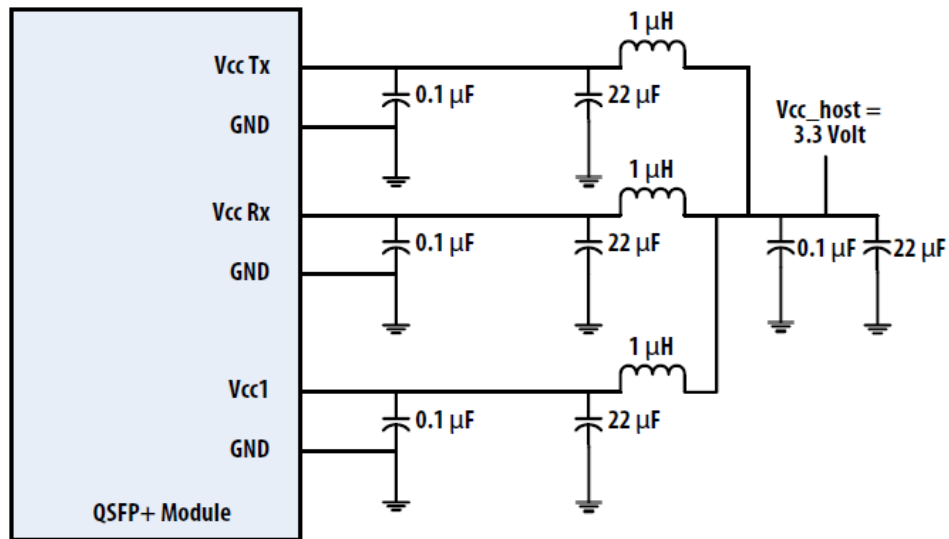 1 µH
Vcc Tx
0.1 µF
22 µF
Vcc_host =
3.3 Volt
GND
1 µH
Vcc Rx
0.1 µF
22 µF
0.1 µF
22 µF
GND
1 µH
Vcc1
0.1 µF
22 µF
GND
QSFP+ Module